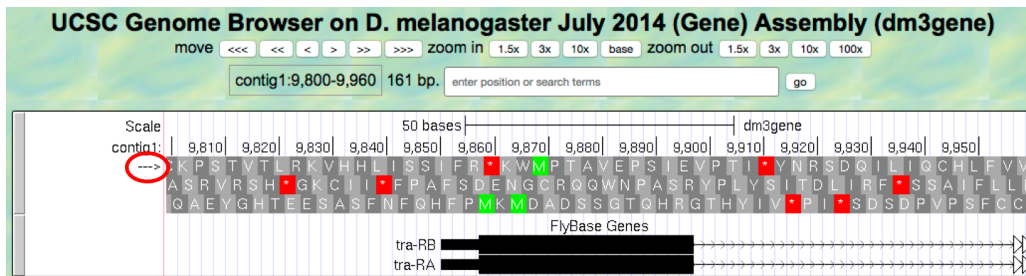 UCSC Genome Browser on D. melanogaster July 2014 (Gene) Assembly (dm3gene)
move <<< << < > >> >>> zoom in 1.5x 3x 10x base zoom out 1.5x 3x 10x 100x
contig1:9,800-9,960 161 bp. enter position or search terms go
Scale 50 bases dm3gene
contig1: 9,810 9,820 9,830 9,840 9,850 9,860 9,870 9,880 9,890 9,900 9,910 9,920 9,930 9,940 9,950
---> K P S T V T L R K V H H L I S S I F R * K W M P T A V E P S I E V P T I * Y N R S D Q I L I Q C H L F V V
A S R V R S H * G K C I I * F P A F S D E N G C R Q Q W N P A S R Y P L Y S I T D L I R F * S S A I F L L
Q A E Y G H T E E S A S F N F Q H F P M K M D A D S S G T Q H R G T H Y I V * P I * S D S D P V P S F C C
FlyBase Genes
tra-RB
tra-RA